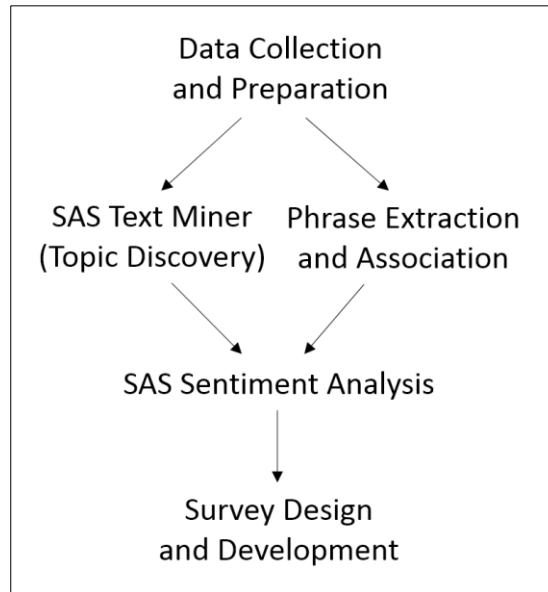 Data Collection
and Preparation
SAS Text Miner
(Topic Discovery)
Phrase Extraction
and Association
SAS Sentiment Analysis
Survey Design
and Development